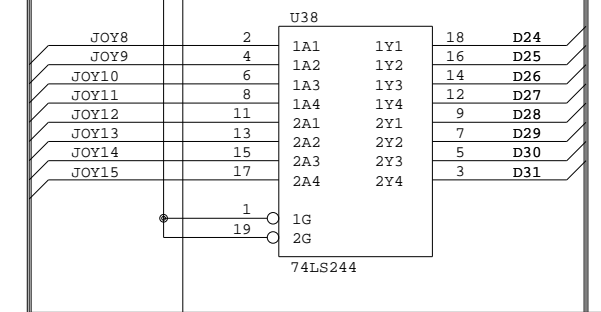 U38
JOY8 2 1A1 1Y1 18 D24
JOY9 4 1A2 1Y2 16 D25
JOY10 6 1A3 1Y3 14 D26
JOY11 8 1A4 1Y4 12 D27
JOY12 11 2A1 2Y1 9 D28
JOY13 13 2A2 2Y2 7 D29
JOY14 15 2A3 2Y3 5 D30
JOY15 17 2A4 2Y4 3 D31
1 1G
19 2G
74LS244